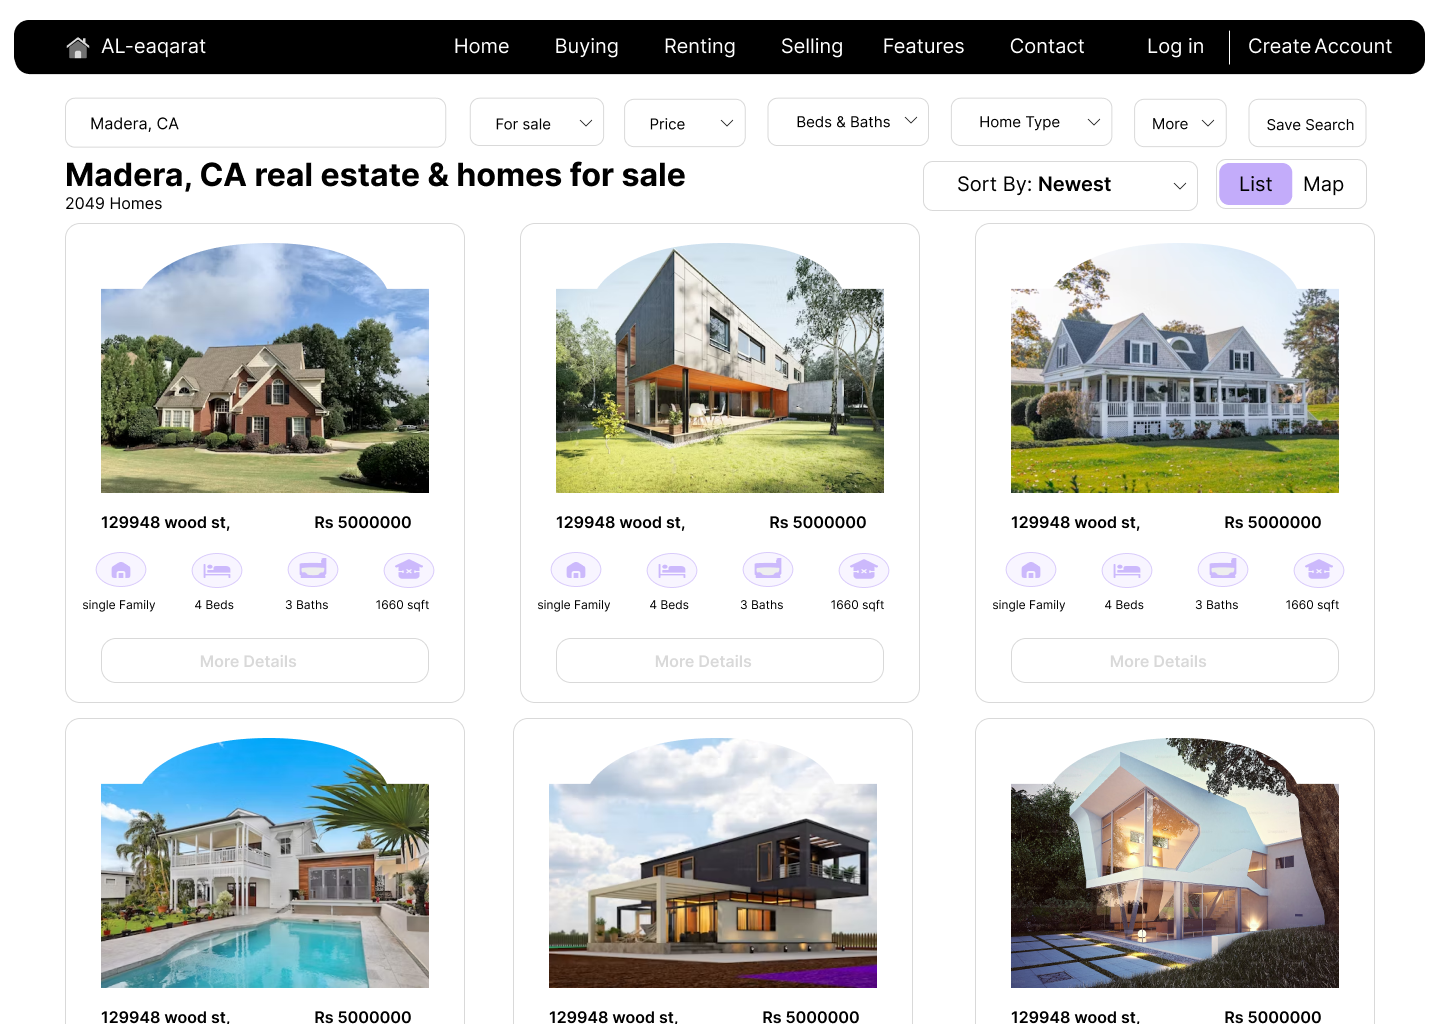 AL-eaqarat Home Buying Renting Selling Features Contact Log in Create Account
Madera, CA For sale Price Beds & Baths Home Type More Save Search
Madera, CA real estate & homes for sale
2049 Homes
Sort By: Newest List Map
129948 wood st, Rs 5000000
single Family 4 Beds 3 Baths 1660 sqft
More Details
129948 wood st, Rs 5000000
single Family 4 Beds 3 Baths 1660 sqft
More Details
129948 wood st, Rs 5000000
single Family 4 Beds 3 Baths 1660 sqft
More Details
129948 wood st, Rs 5000000
129948 wood st, Rs 5000000
129948 wood st, Rs 5000000